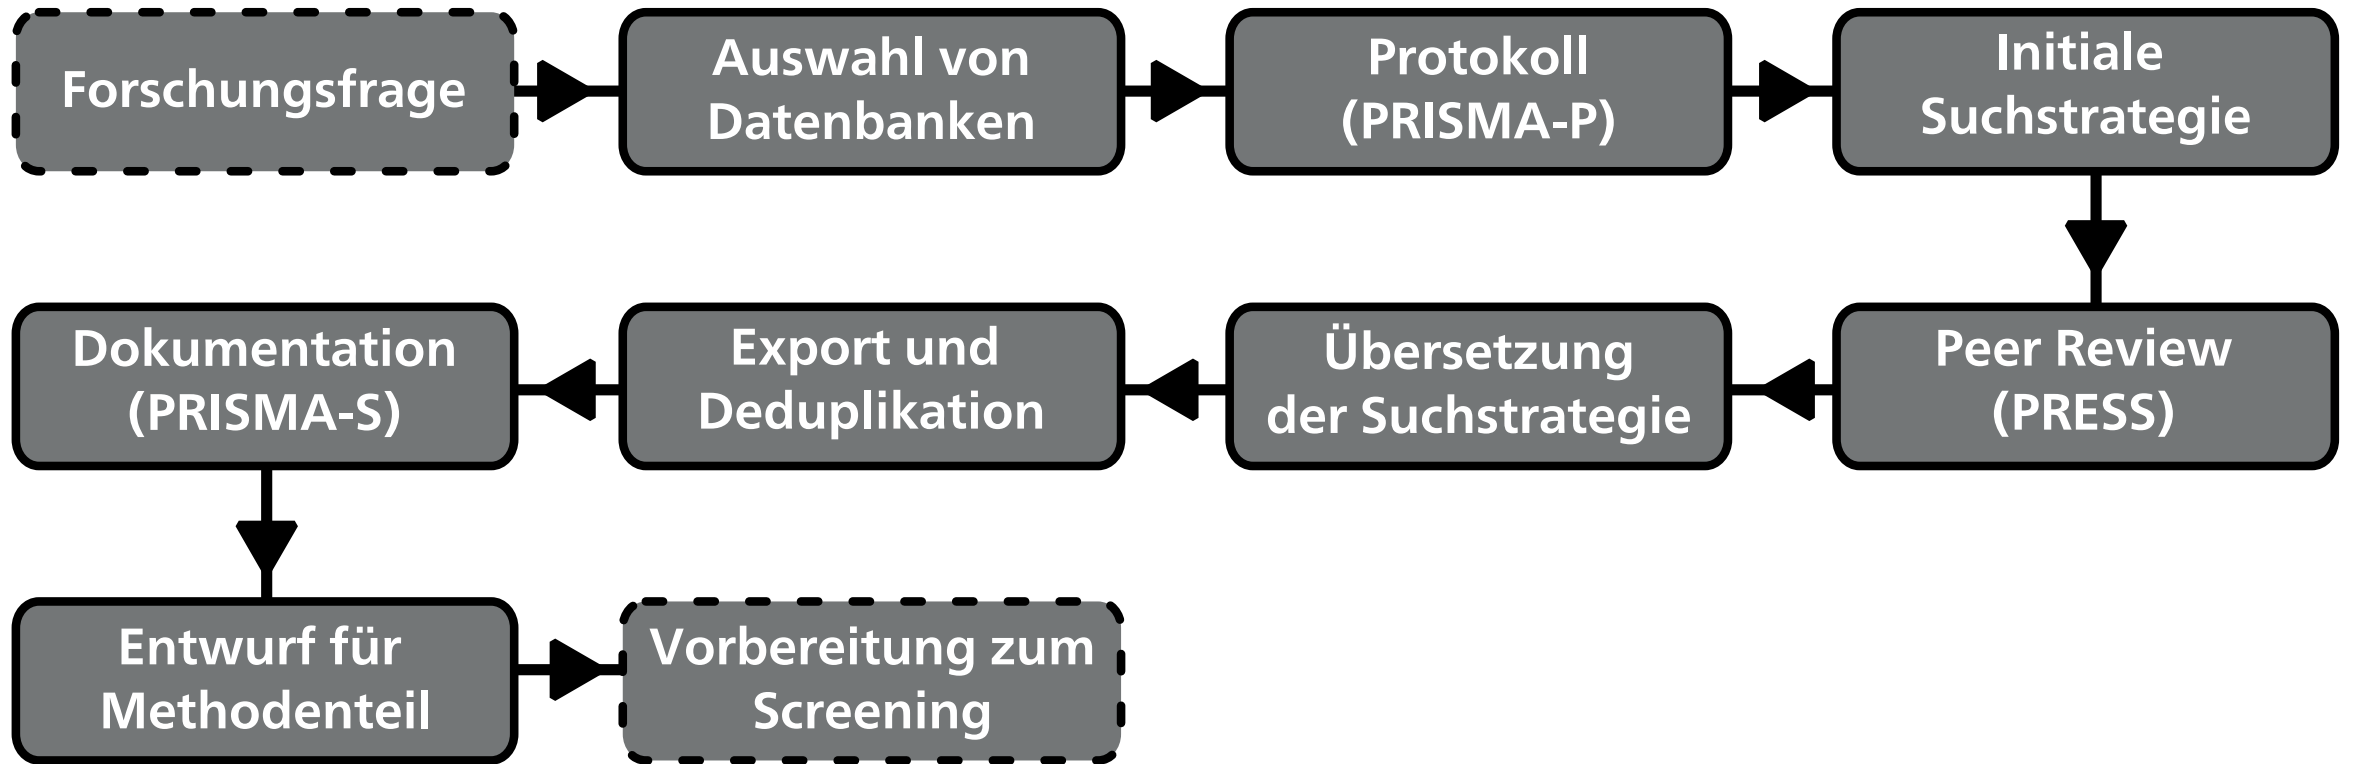 Forschungsfrage
Auswahl von
Datenbanken
Protokoll
(PRISMA-P)
Initiale
Suchstrategie
Peer Review
(PRESS)
Übersetzung
der Suchstrategie
Export und
Deduplikation
Dokumentation
(PRISMA-S)
Entwurf für
Methodenteil
Vorbereitung zum
Screening